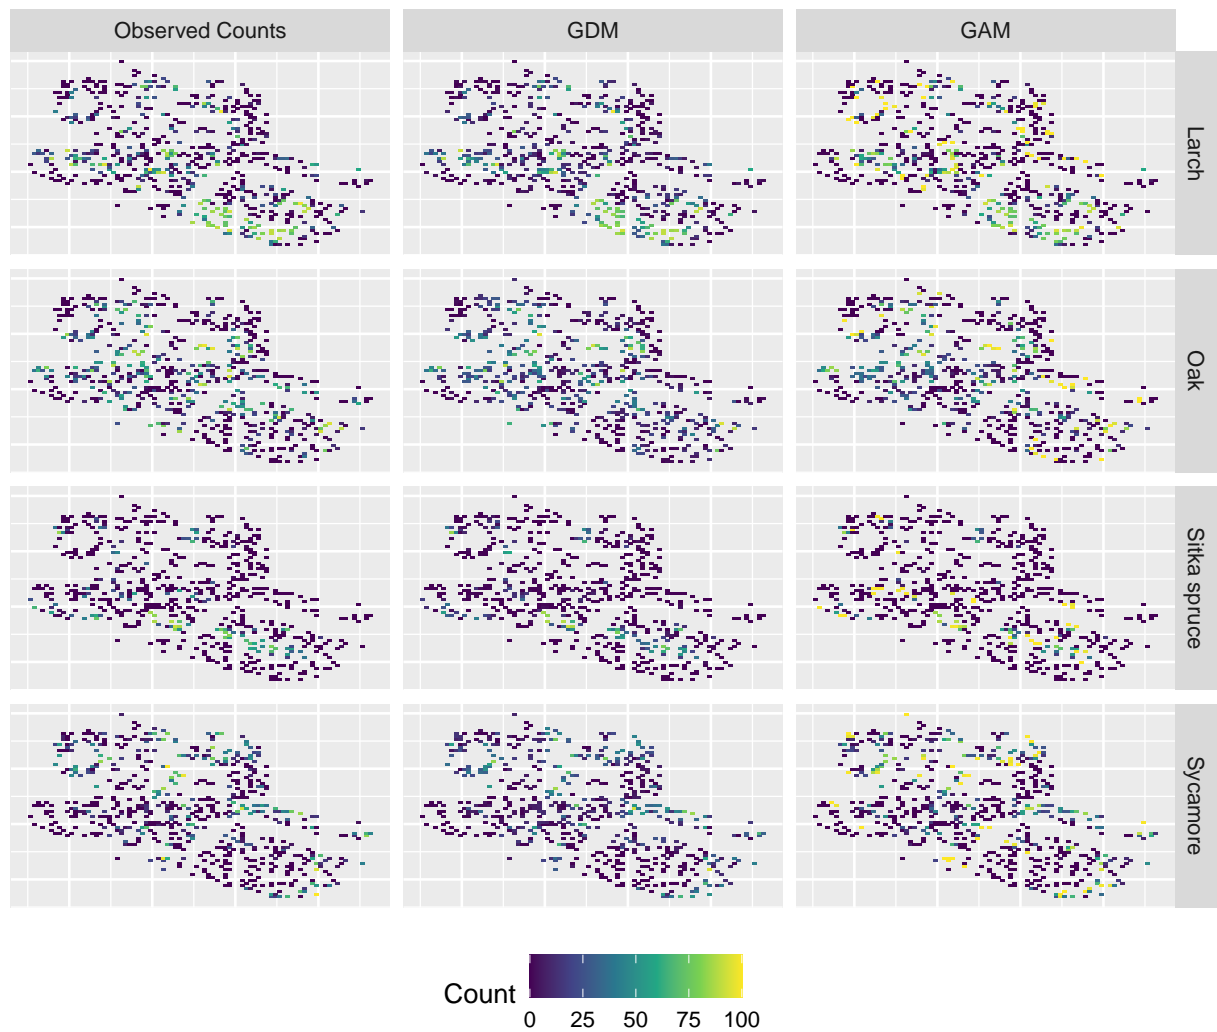 Observed Counts GDM GAM
Larch
Oak
Sitka spruce
Sycamore
Count
0 25 50 75 100